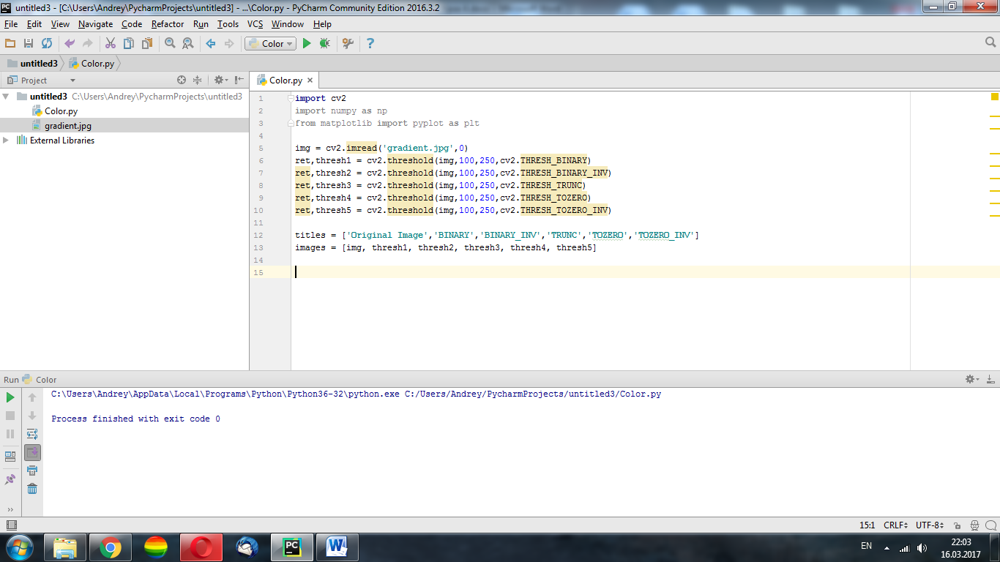 untitled3 - [C:\Users\Andrey\PycharmProjects\untitled3] - ...\Color.py - PyCharm Community Edition 2016.3.2
File Edit View Navigate Code Refactor Run Tools VCS Window Help
Color
untitled3 Color.py
Project
Color.py
untitled3 C:\Users\Andrey\PycharmProjects\untitled3
Color.py
gradient.jpg
External Libraries
1 import cv2
2 import numpy as np
3 from matplotlib import pyplot as plt
4
5 img = cv2.imread('gradient.jpg',0)
6 ret,thresh1 = cv2.threshold(img,100,250,cv2.THRESH_BINARY)
7 ret,thresh2 = cv2.threshold(img,100,250,cv2.THRESH_BINARY_INV)
8 ret,thresh3 = cv2.threshold(img,100,250,cv2.THRESH_TRUNC)
9 ret,thresh4 = cv2.threshold(img,100,250,cv2.THRESH_TOZERO)
10 ret,thresh5 = cv2.threshold(img,100,250,cv2.THRESH_TOZERO_INV)
11
12 titles = ['Original Image','BINARY','BINARY_INV','TRUNC','TOZERO','TOZERO_INV']
13 images = [img, thresh1, thresh2, thresh3, thresh4, thresh5]
14
15
Run Color
C:\Users\Andrey\AppData\Local\Programs\Python\Python36-32\python.exe C:/Users/Andrey/PycharmProjects/untitled3/Color.py
Process finished with exit code 0
15:1 CRLF UTF-8
EN
22:03
16.03.2017